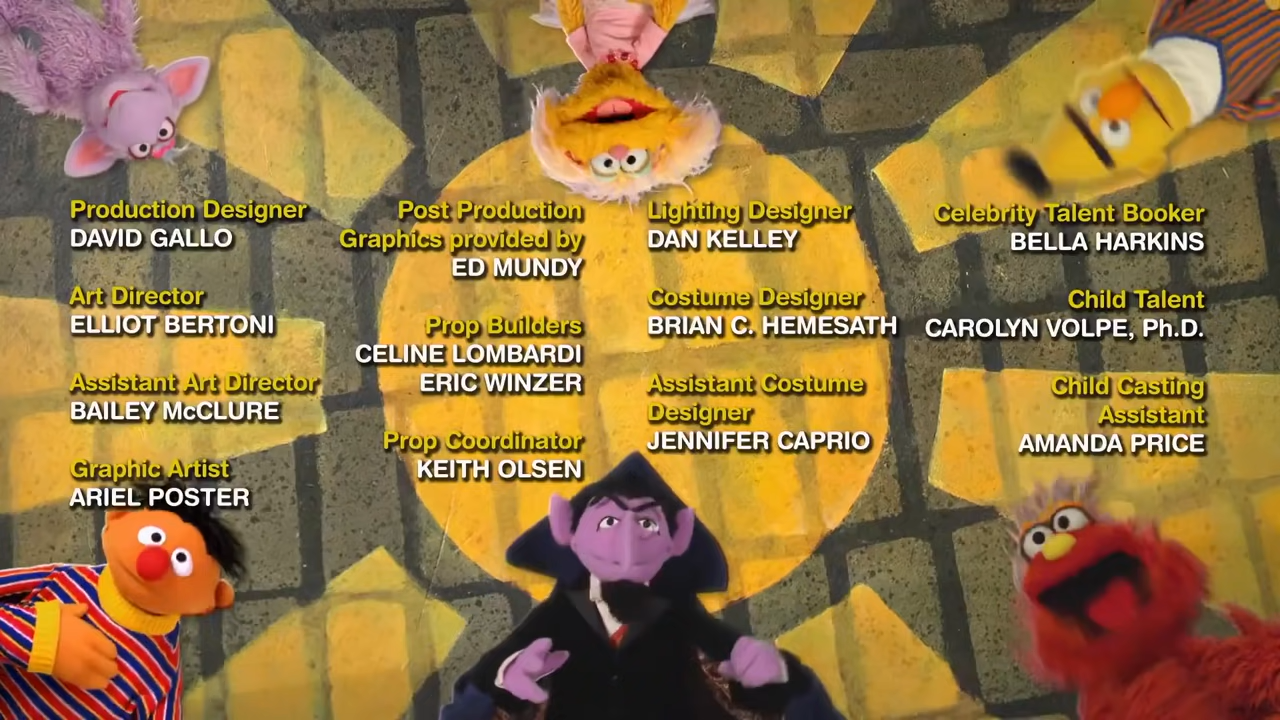 Production Designer
DAVID GALLO
Art Director
ELLIOT BERTONI
Assistant Art Director
BAILEY McCLURE
Graphic Artist
ARIEL POSTER
Post Production
Graphics provided by
ED MUNDY
Prop Builders
CELINE LOMBARDI
ERIC WINZER
Prop Coordinator
KEITH OLSEN
Lighting Designer
DAN KELLEY
Costume Designer
BRIAN C. HEMESATH
Assistant Costume
Designer
JENNIFER CAPRIO
Celebrity Talent Booker
BELLA HARKINS
Child Talent
CAROLYN VOLPE, Ph.D.
Child Casting
Assistant
AMANDA PRICE